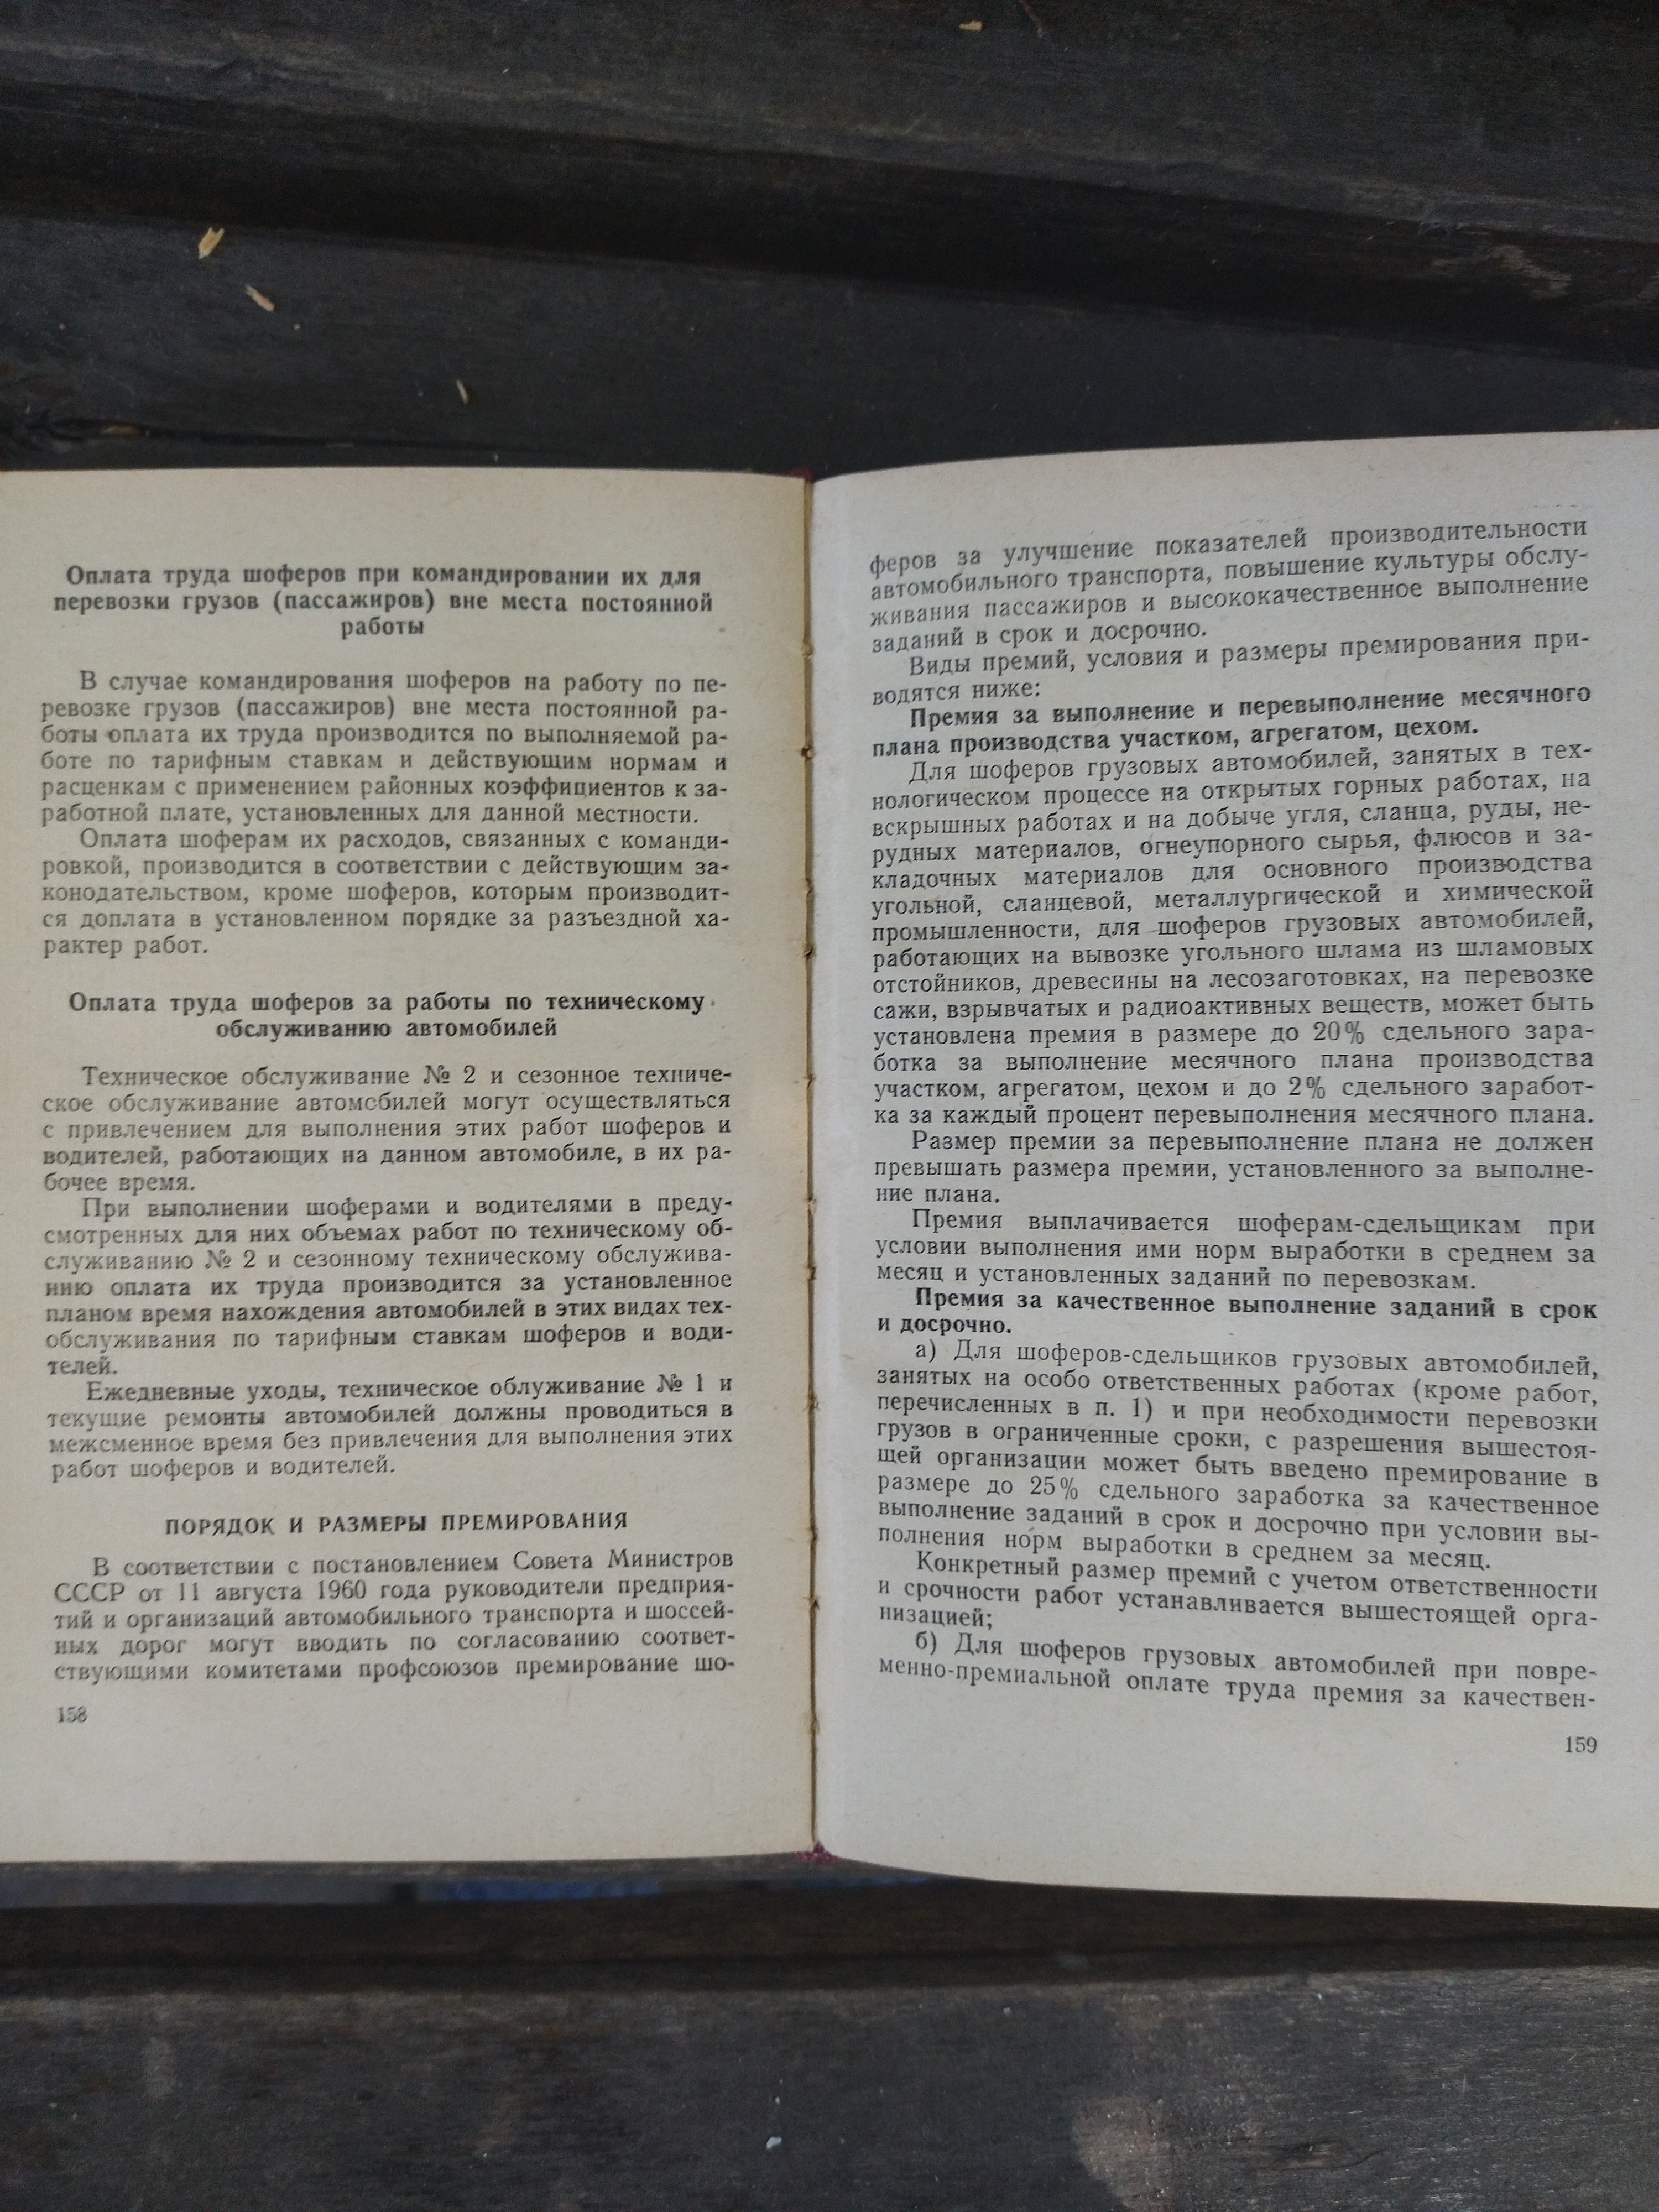 Оплата труда шоферов при командировании их для
перевозки грузов (пассажиров) вне места постоянной
работы
В случае командирования шоферов на работу по пе-
ревозке грузов (пассажиров) вне места постоянной ра-
боты оплата их труда производится по выполняемой ра-
боте по тарифным ставкам и действующим нормам и
расценкам с применением районных коэффициентов к за-
работной плате, установленных для данной местности.
Оплата шоферам их расходов, связанных с команди-
ровкой, производится в соответствии с действующим за-
конодательством, кроме шоферов, которым производит-
ся доплата в установленном порядке за разъездной ха-
рактер работ.
Оплата труда шоферов за работы по техническому
обслуживанию автомобилей
Техническое обслуживание № 2 и сезонное техниче-
ское обслуживание автомобилей могут осуществляться
с привлечением для выполнения этих работ шоферов и
водителей, работающих на данном автомобиле, в их ра-
бочее время.
При выполнении шоферами и водителями в преду-
смотренных для них объемах работ по техническому об-
служиванию № 2 и сезонному техническому обслужива-
нию оплата их труда производится за установленное
планом время нахождения автомобилей в этих видах тех-
обслуживания по тарифным ставкам шоферов и води-
телей.
Ежедневные уходы, техническое облуживание № 1 и
текущие ремонты автомобилей должны проводиться в
межсменное время без привлечения для выполнения этих
работ шоферов и водителей.
ПОРЯДОК И РАЗМЕРЫ ПРЕМИРОВАНИЯ
В соответствии с постановлением Совета Министров
СССР от 11 августа 1960 года руководители предприя-
тий и организаций автомобильного транспорта и шоссей-
ных дорог могут вводить по согласованию соответ-
ствующими комитетами профсоюзов премирование шо-
158
феров за улучшение показателей производительности
автомобильного транспорта, повышение культуры обслу-
живания пассажиров и высококачественное выполнение
заданий в срок и досрочно.
Виды премий, условия и размеры премирования при-
водятся ниже:
Премия за выполнение и перевыполнение месячного
плана производства участком, агрегатом, цехом.
Для шоферов грузовых автомобилей, занятых в тех-
нологическом процессе на открытых горных работах, на
вскрышных работах и на добыче угля, сланца, руды, не-
рудных материалов, огнеупорного сырья, флюсов и за-
кладочных материалов для основного производства
угольной, сланцевой, металлургической и химической
промышленности, для шоферов грузовых автомобилей,
работающих на вывозке угольного шлама из шламовых
отстойников, древесины на лесозаготовках, на перевозке
сажи, взрывчатых и радиоактивных веществ, может быть
установлена премия в размере до 20% сдельного зара-
ботка за выполнение месячного плана производства
участком, агрегатом, цехом и до 2% сдельного заработ-
ка за каждый процент перевыполнения месячного плана.
Размер премии за перевыполнение плана не должен
превышать размера премии, установленного за выполне-
ние плана.
Премия выплачивается шоферам-сдельщикам при
условии выполнения ими норм выработки в среднем за
месяц и установленных заданий по перевозкам.
Премия за качественное выполнение заданий в срок
и досрочно.
а) Для шоферов-сдельщиков грузовых автомобилей,
занятых на особо ответственных работах (кроме работ,
перечисленных в п. 1) и при необходимости перевозки
грузов в ограниченные сроки, с разрешения вышестоя-
щей организации может быть введено премирование в
размере до 25% сдельного заработка за качественное
выполнение заданий в срок и досрочно при условии вы-
полнения норм выработки в среднем за месяц.
Конкретный размер премий с учетом ответственности
и срочности работ устанавливается вышестоящей орга-
низацией;
б) Для шоферов грузовых автомобилей при повре-
менно-премиальной оплате труда премия за качествен-
159